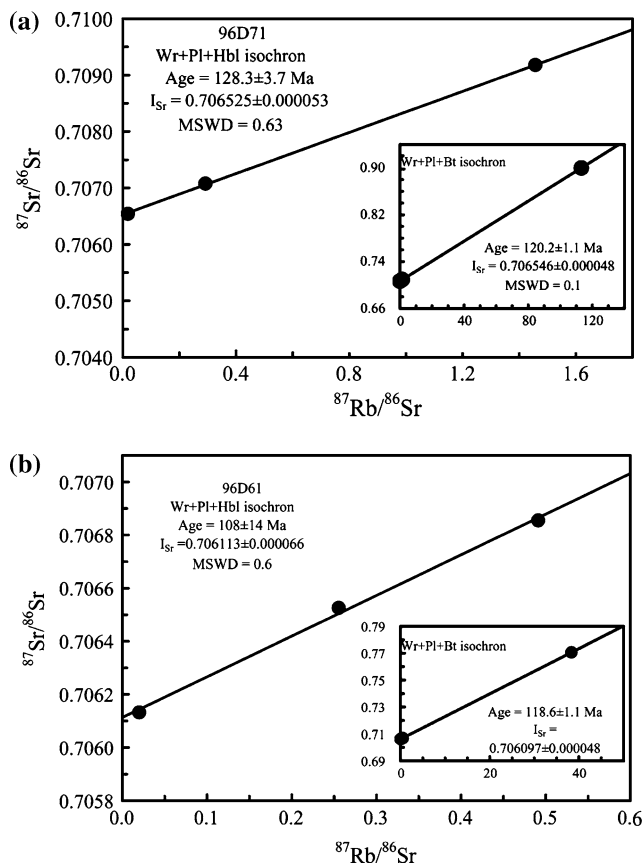 (a)
0.7100
0.7090
0.7080
0.7070
0.7060
0.7050
0.7040
87Sr/86Sr
96D71
Wr+Pl+Hbl isochron
Age = 128.3±3.7 Ma
ISr = 0.706525±0.000053
MSWD = 0.63
0.90
0.82
0.74
0.66
Wr+Pl+Bt isochron
Age = 120.2±1.1 Ma
ISr = 0.706546±0.000048
MSWD = 0.1
0 40 80 120
0.0 0.4 0.8 1.2 1.6
87Rb/86Sr
(b)
0.7070
0.7068
0.7066
0.7064
0.7062
0.7060
0.7058
87Sr/86Sr
96D61
Wr+Pl+Hbl isochron
Age = 108±14 Ma
ISr =0.706113±0.000066
MSWD = 0.6
0.79
0.77
0.75
0.73
0.71
0.69
Wr+Pl+Bt isochron
Age = 118.6±1.1 Ma
ISr =
0.706097±0.000048
0 20 40
0.0 0.1 0.2 0.3 0.4 0.5 0.6
87Rb/86Sr